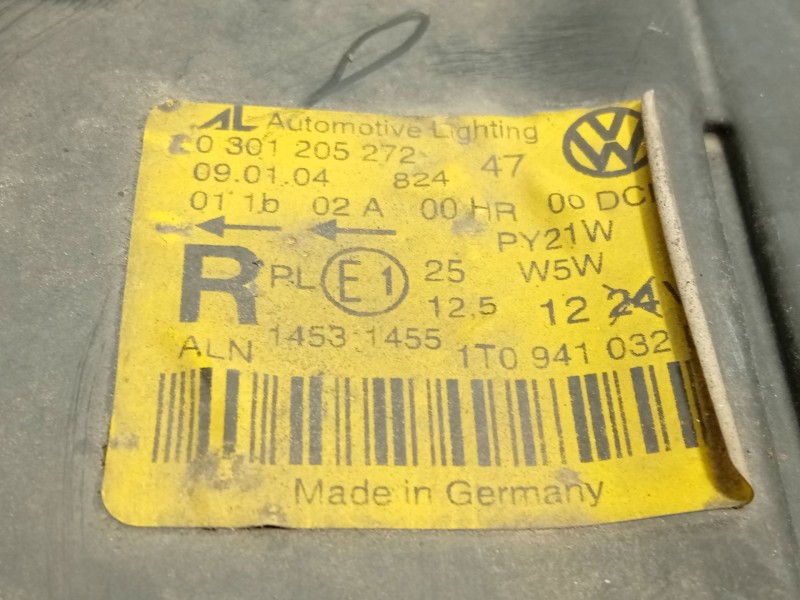 AL Automotive Lighting
0 301 205 272 47
09.01.04 824
01 1b 02 A 00 HR 00 DC
PY21W
R PL E1 25 W5W
12,5 12 24V
ALN 1453 1455 1T0 941 032
Made in Germany